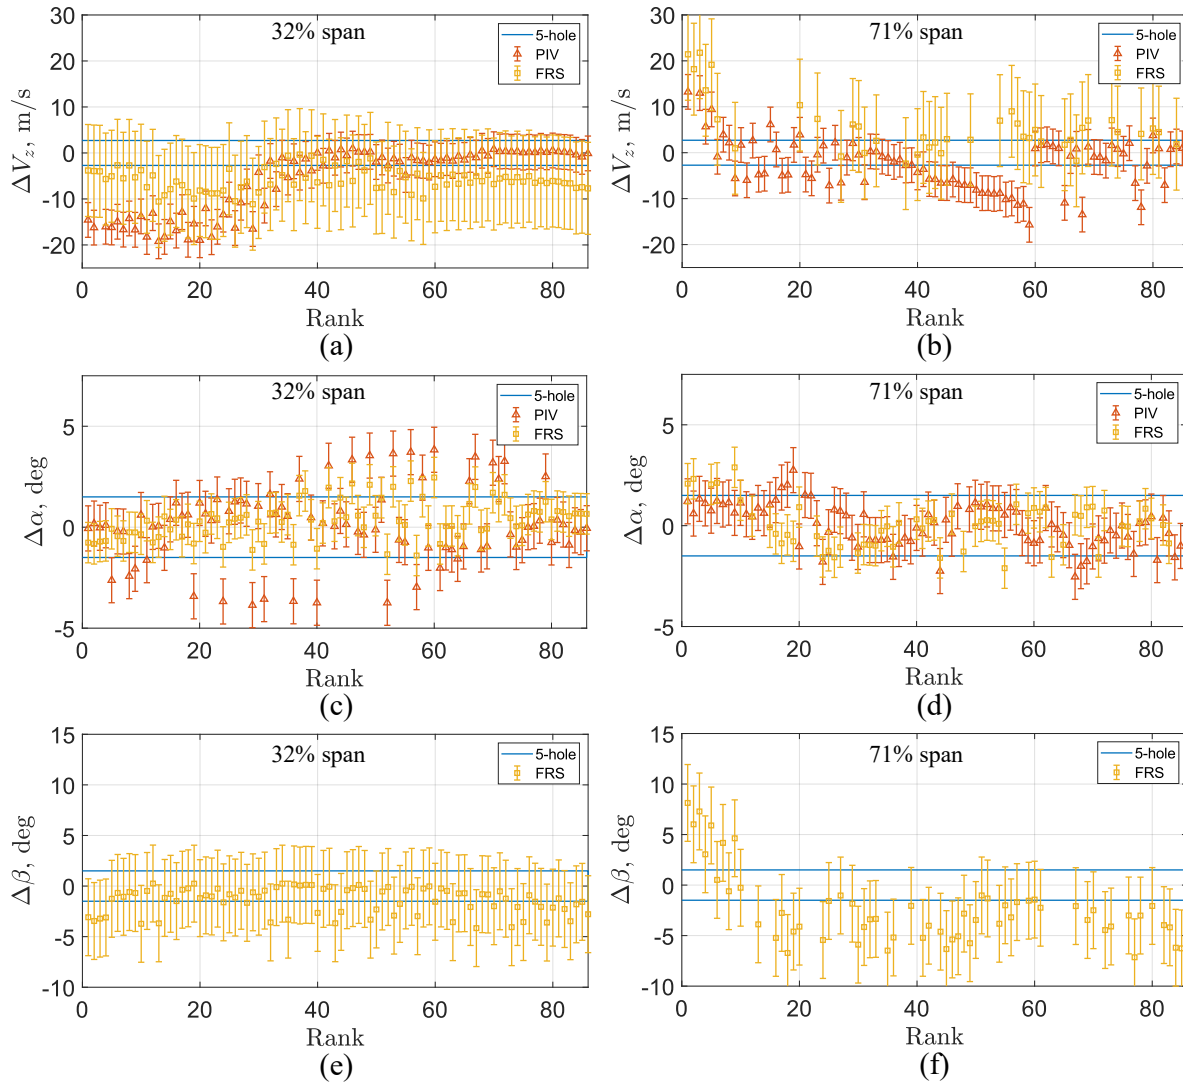 32% span
30
20
10
0
-10
-20
ΔV_z, m/s
5-hole
PIV
FRS
0 20 40 60 80
Rank
(a)
71% span
30
20
10
0
-10
-20
ΔV_z, m/s
5-hole
PIV
FRS
0 20 40 60 80
Rank
(b)
32% span
5
0
-5
Δα, deg
5-hole
PIV
FRS
0 20 40 60 80
Rank
(c)
71% span
5
0
-5
Δα, deg
5-hole
PIV
FRS
0 20 40 60 80
Rank
(d)
32% span
15
10
5
0
-5
-10
Δβ, deg
5-hole
FRS
0 20 40 60 80
Rank
(e)
71% span
15
10
5
0
-5
-10
Δβ, deg
5-hole
FRS
0 20 40 60 80
Rank
(f)